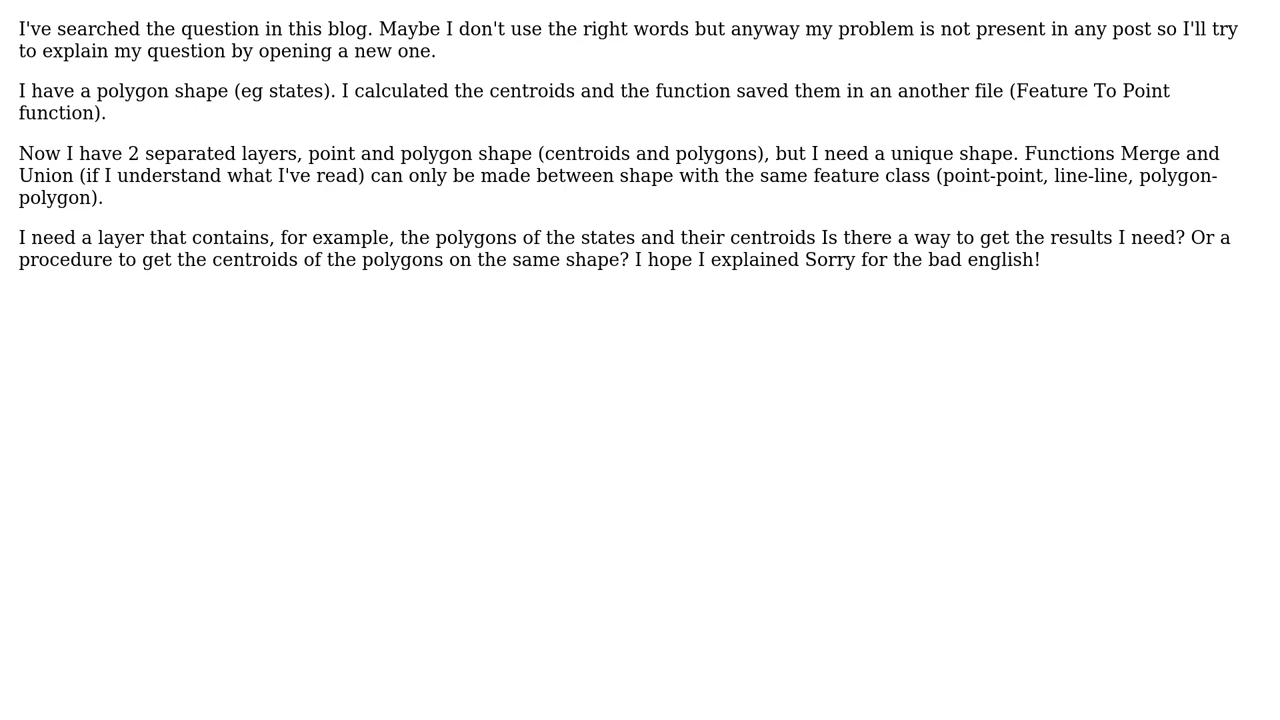 I've searched the question in this blog. Maybe I don't use the right words but anyway my problem is not present in any post so I'll try
to explain my question by opening a new one.
I have a polygon shape (eg states). I calculated the centroids and the function saved them in an another file (Feature To Point
function).
Now I have 2 separated layers, point and polygon shape (centroids and polygons), but I need a unique shape. Functions Merge and
Union (if I understand what I've read) can only be made between shape with the same feature class (point-point, line-line, polygon-
polygon).
I need a layer that contains, for example, the polygons of the states and their centroids Is there a way to get the results I need? Or a
procedure to get the centroids of the polygons on the same shape? I hope I explained Sorry for the bad english!